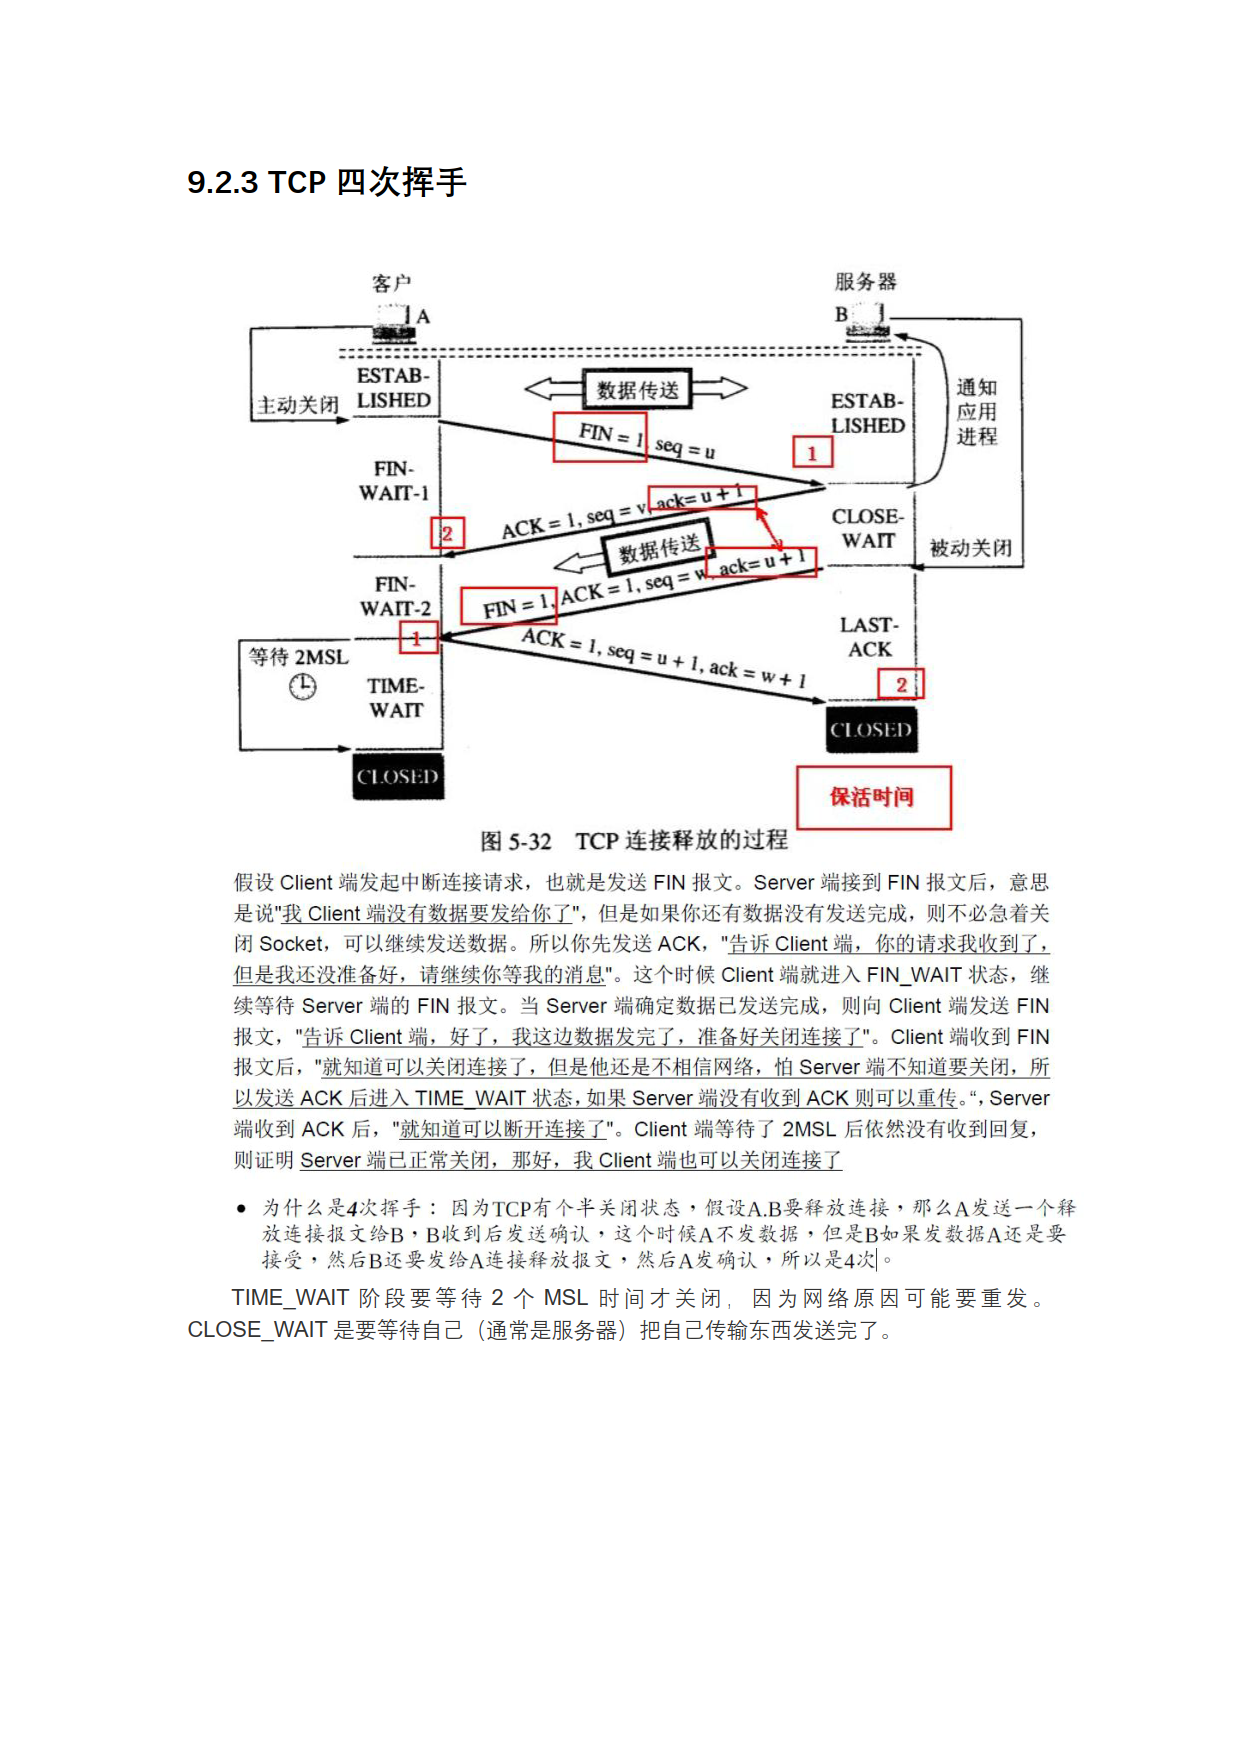 9.2.3 TCP 四次挥手
客户
服务器
A
B
ESTAB-
LISHED
数据传送
ESTAB-
LISHED
通知
应用
进程
主动关闭
FIN = 1, seq = u
1
FIN-
WAIT-1
ACK = 1, seq = v, ack= u + 1
2
CLOSE-
WAIT
数据传送
被动关闭
FIN-
WAIT-2
FIN = 1, ACK = 1, seq = w, ack= u + 1
1
ACK = 1, seq = u + 1, ack = w + 1
LAST-
ACK
2
等待 2MSL
TIME-
WAIT
CLOSED
CLOSED
保活时间
图 5-32 TCP 连接释放的过程
假设 Client 端发起中断连接请求，也就是发送 FIN 报文。Server 端接到 FIN 报文后，意思
是说"我 Client 端没有数据要发给你了"，但是如果你还有数据没有发送完成，则不必急着关
闭 Socket，可以继续发送数据。所以你先发送 ACK，"告诉 Client 端，你的请求我收到了，
但是我还没准备好，请继续你等我的消息"。这个时候 Client 端就进入 FIN_WAIT 状态，继
续等待 Server 端的 FIN 报文。当 Server 端确定数据已发送完成，则向 Client 端发送 FIN
报文，"告诉 Client 端，好了，我这边数据发完了，准备好关闭连接了"。Client 端收到 FIN
报文后，"就知道可以关闭连接了，但是他还是不相信网络，怕 Server 端不知道要关闭，所
以发送 ACK 后进入 TIME_WAIT 状态，如果 Server 端没有收到 ACK 则可以重传。“，Server
端收到 ACK 后，"就知道可以断开连接了"。Client 端等待了 2MSL 后依然没有收到回复，
则证明 Server 端已正常关闭，那好，我 Client 端也可以关闭连接了
• 为什么是4次挥手： 因为TCP有个半关闭状态，假设A.B要释放连接，那么A发送一个释
放连接报文给B，B收到后发送确认，这个时候A不发数据，但是B如果发数据A还是要
接受，然后B还要发给A连接释放报文，然后A发确认，所以是4次。
TIME_WAIT 阶段要等待 2 个 MSL 时间才关闭，因为网络原因可能要重发。
CLOSE_WAIT 是要等待自己（通常是服务器）把自己传输东西发送完了。